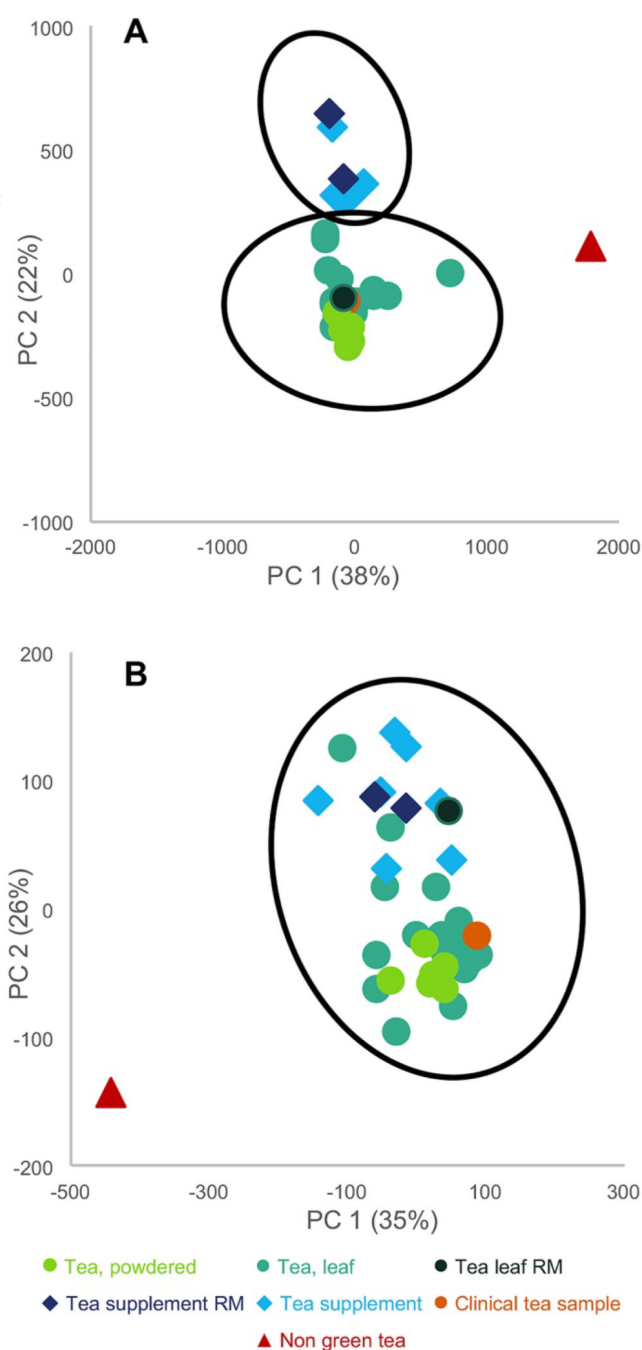 A
1000
500
0
-500
-1000
PC 2 (22%)
-2000 -1000 0 1000 2000
PC 1 (38%)
B
200
100
0
-100
-200
PC 2 (26%)
-500 -300 -100 100 300
PC 1 (35%)
Tea, powdered Tea, leaf Tea leaf RM
Tea supplement RM Tea supplement Clinical tea sample
Non green tea